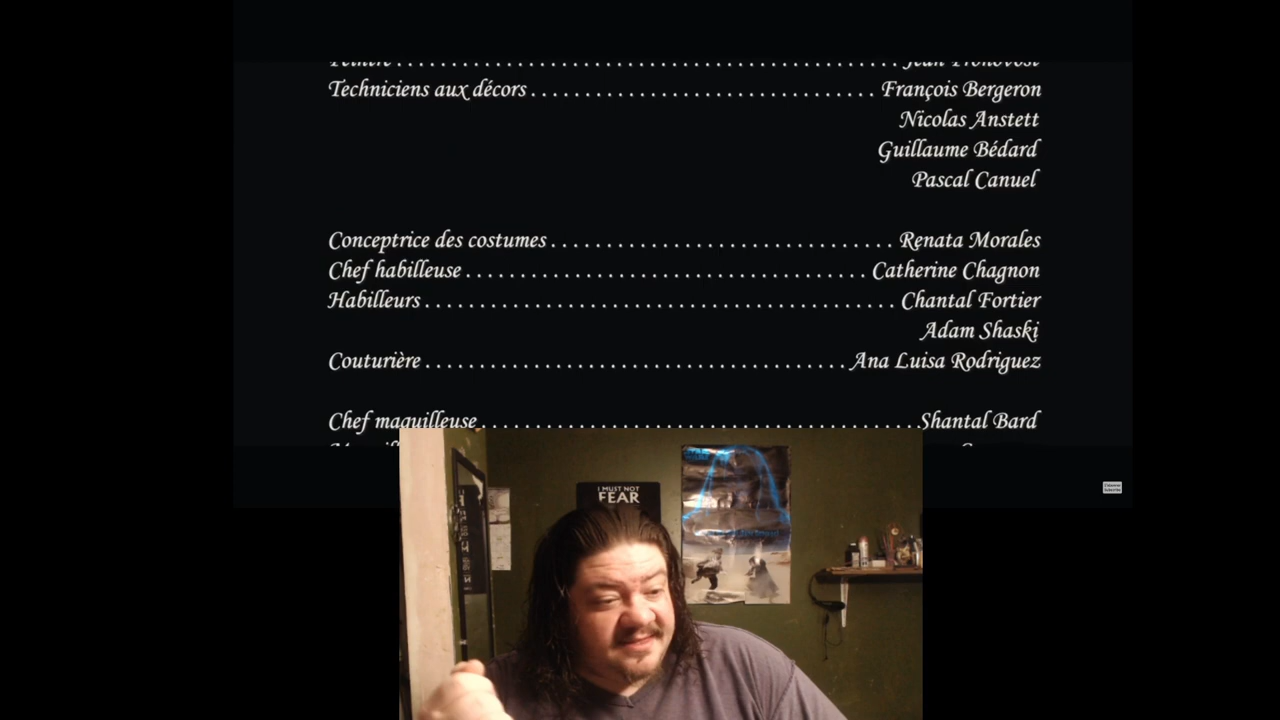 Techniciens aux décors . . . . . . . . . . . . . . . . . . . . . . . . . . . . . . . . . . . . . . . François Bergeron
Nicolas Anstett
Guillaume Bédard
Pascal Canuel
Conceptrice des costumes . . . . . . . . . . . . . . . . . . . . . . . . . . . . . . . . . . . . . . Renata Morales
Chef habilleuse . . . . . . . . . . . . . . . . . . . . . . . . . . . . . . . . . . . . . . . . . . . . . Catherine Chagnon
Habilleurs . . . . . . . . . . . . . . . . . . . . . . . . . . . . . . . . . . . . . . . . . . . . . . . . . . . . Chantal Fortier
Adam Shaski
Couturière . . . . . . . . . . . . . . . . . . . . . . . . . . . . . . . . . . . . . . . . . . . . . . . Ana Luisa Rodriguez
Chef maquilleuse . . . . . . . . . . . . . . . . . . . . . . . . . . . . . . . . . . . . . . . . . . . . . . . . . Shantal Bard
I MUST NOT
FEAR